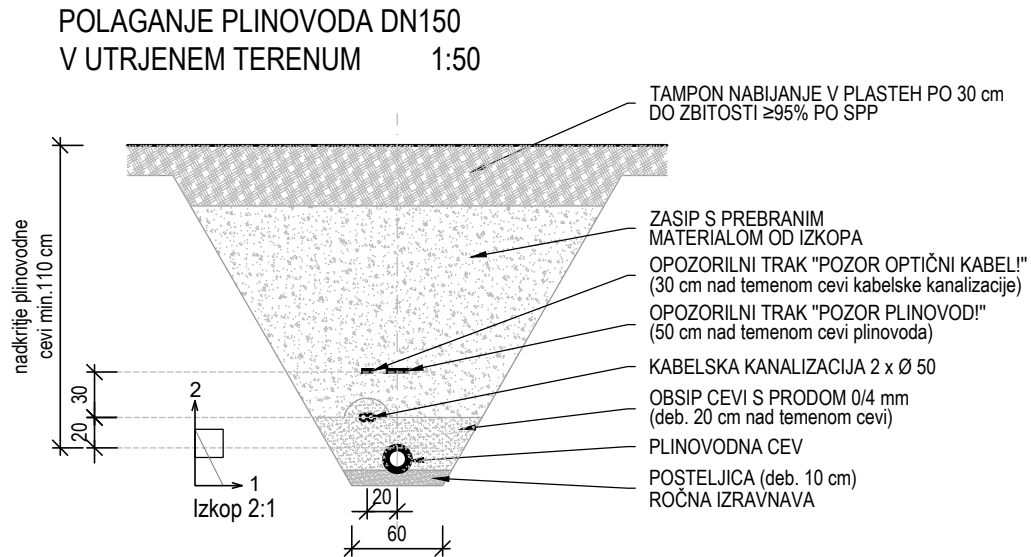 POLAGANJE PLINOVODA DN150
V UTRJENEM TERENUM 1:50
TAMPON NABIJANJE V PLASTEH PO 30 cm
DO ZBITOSTI ≥95% PO SPP
ZASIP S PREBRANIM
MATERIALOM OD IZKOPA
OPOZORILNI TRAK "POZOR OPTIČNI KABEL!"
(30 cm nad temenom cevi kabelske kanalizacije)
OPOZORILNI TRAK "POZOR PLINOVOD!"
(50 cm nad temenom cevi plinovoda)
KABELSKA KANALIZACIJA 2 x Ø 50
OBSIP CEVI S PRODOM 0/4 mm
(deb. 20 cm nad temenom cevi)
PLINOVODNA CEV
POSTELJICA (deb. 10 cm)
ROČNA IZRAVNAVA
nadkritje plinovodne
cevi min.110 cm
30
20
2
1
Izkop 2:1
20
60